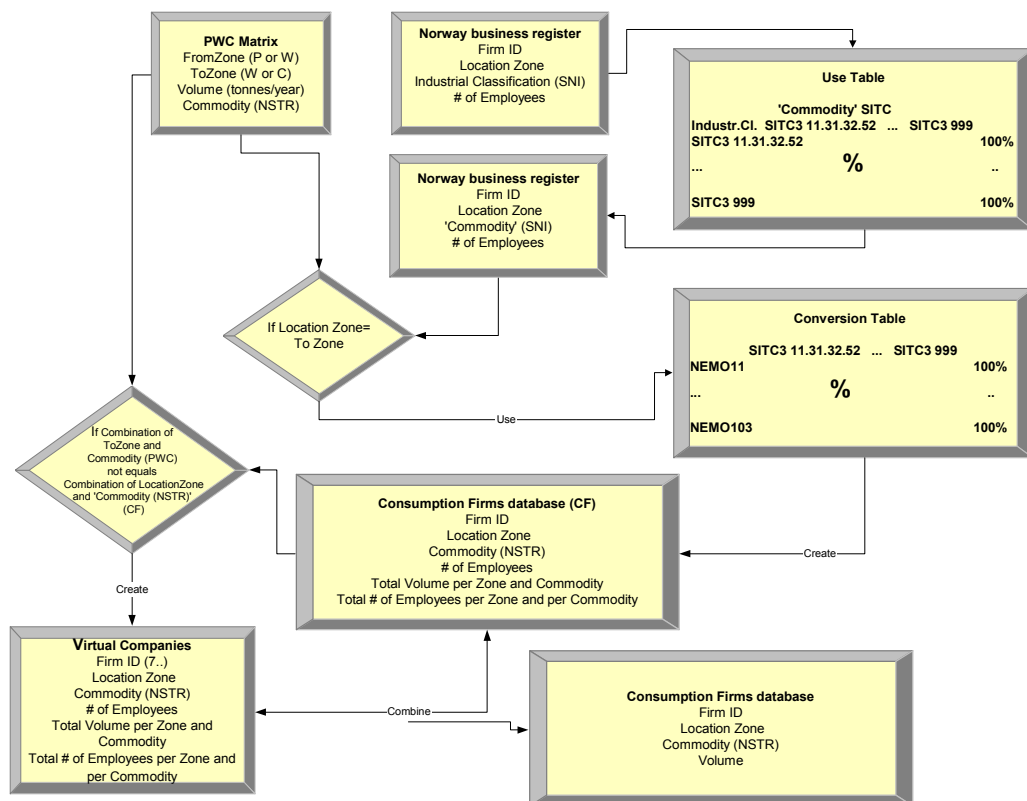 PWC Matrix
FromZone (P or W)
ToZone (W or C)
Volume (tonnes/year)
Commodity (NSTR)
Norway business register
Firm ID
Location Zone
Industrial Classification (SNI)
# of Employees
Use Table
'Commodity' SITC
Industr.Cl. SITC3 11.31.32.52 ... SITC3 999
SITC3 11.31.32.52 100%
... % ..
SITC3 999 100%
Norway business register
Firm ID
Location Zone
'Commodity' (SNI)
# of Employees
If Location Zone=
To Zone
Conversion Table
SITC3 11.31.32.52 ... SITC3 999
NEMO11 100%
... % ..
NEMO103 100%
Use
If Combination of
ToZone and
Commodity (PWC)
not equals
Combination of LocationZone
and 'Commodity (NSTR)'
(CF)
Consumption Firms database (CF)
Firm ID
Location Zone
Commodity (NSTR)
# of Employees
Total Volume per Zone and Commodity
Total # of Employees per Zone and per Commodity
Create
Create
Virtual Companies
Firm ID (7..)
Location Zone
Commodity (NSTR)
# of Employees
Total Volume per Zone and
Commodity
Total # of Employees per Zone and
per Commodity
Combine
Consumption Firms database
Firm ID
Location Zone
Commodity (NSTR)
Volume